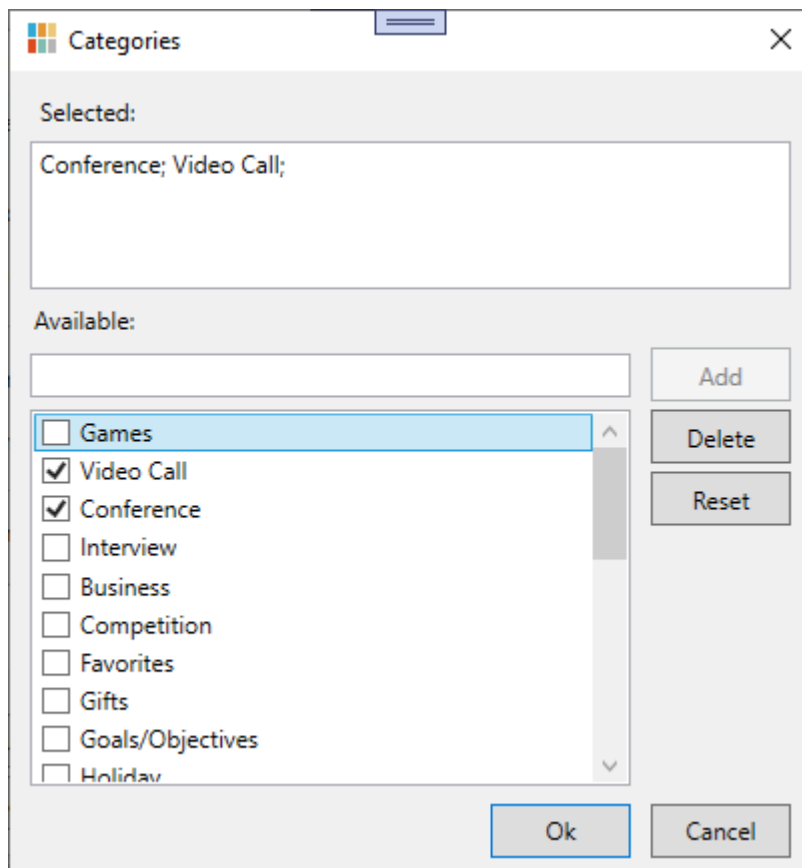 Categories
Selected:
Conference; Video Call;
Available:
Add
Games
Delete
Video Call
Reset
Conference
Interview
Business
Competition
Favorites
Gifts
Goals/Objectives
Holiday
Ok
Cancel